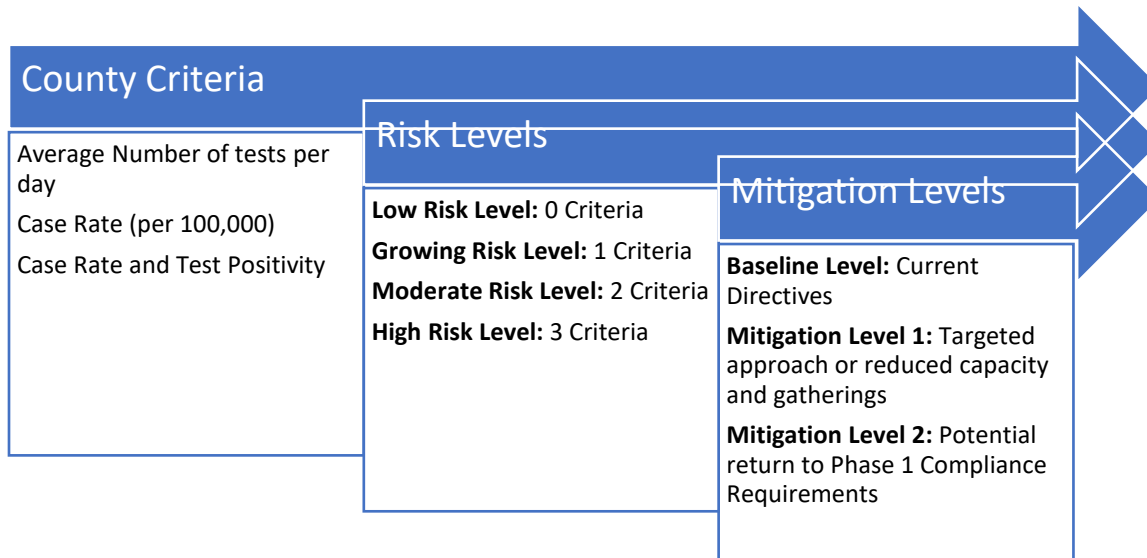 County Criteria
Average Number of tests per
day
Case Rate (per 100,000)
Case Rate and Test Positivity
Risk Levels
Low Risk Level: 0 Criteria
Growing Risk Level: 1 Criteria
Moderate Risk Level: 2 Criteria
High Risk Level: 3 Criteria
Mitigation Levels
Baseline Level: Current
Directives
Mitigation Level 1: Targeted
approach or reduced capacity
and gatherings
Mitigation Level 2: Potential
return to Phase 1 Compliance
Requirements